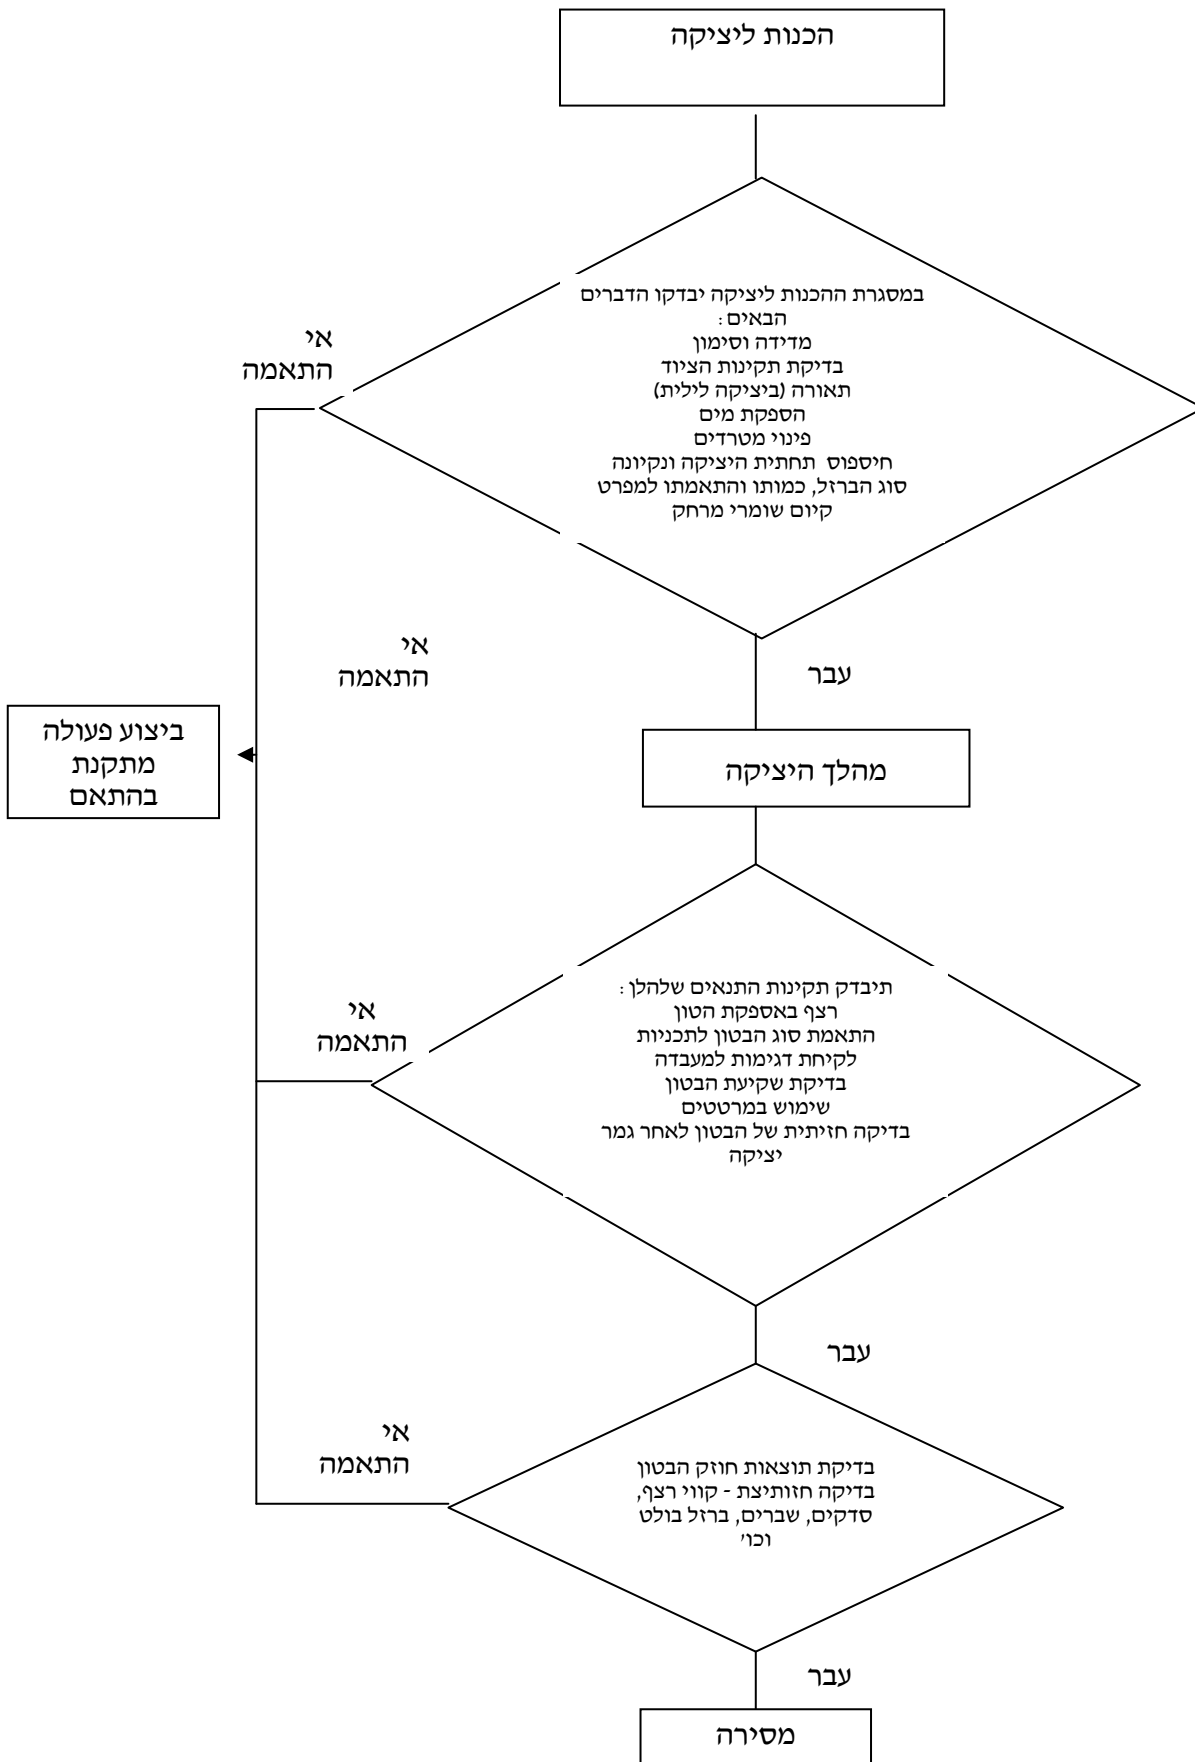 הכנות ליציקה
במסגרת ההכנות ליציקה יבדקו הדברים
הבאים:
מדידה וסימון
בדיקת תקינות הציוד
תאורה (ביציקה לילית)
הספקת מים
פינוי מטרדים
חיספוס תחתית היציקה ונקיונה
סוג הברזל, כמותו והתאמתו למפרט
קיום שומרי מרחק
אי
התאמה
אי
התאמה
עבר
ביצוע פעולה
מתקנת
בהתאם
מהלך היציקה
תיבדק תקינות התנאים שלהלן:
רצף באספקת הטון
התאמת סוג הבטון לתכניות
לקיחת דגימות למעבדה
בדיקת שקיעת הבטון
שימוש במרטטים
בדיקה חזיתית של הבטון לאחר גמר
יציקה
אי
התאמה
עבר
אי
התאמה
בדיקת תוצאות חוזק הבטון
בדיקה חזותיצת - קווי רצף,
סדקים, שברים, ברזל בולט
וכו'
עבר
מסירה